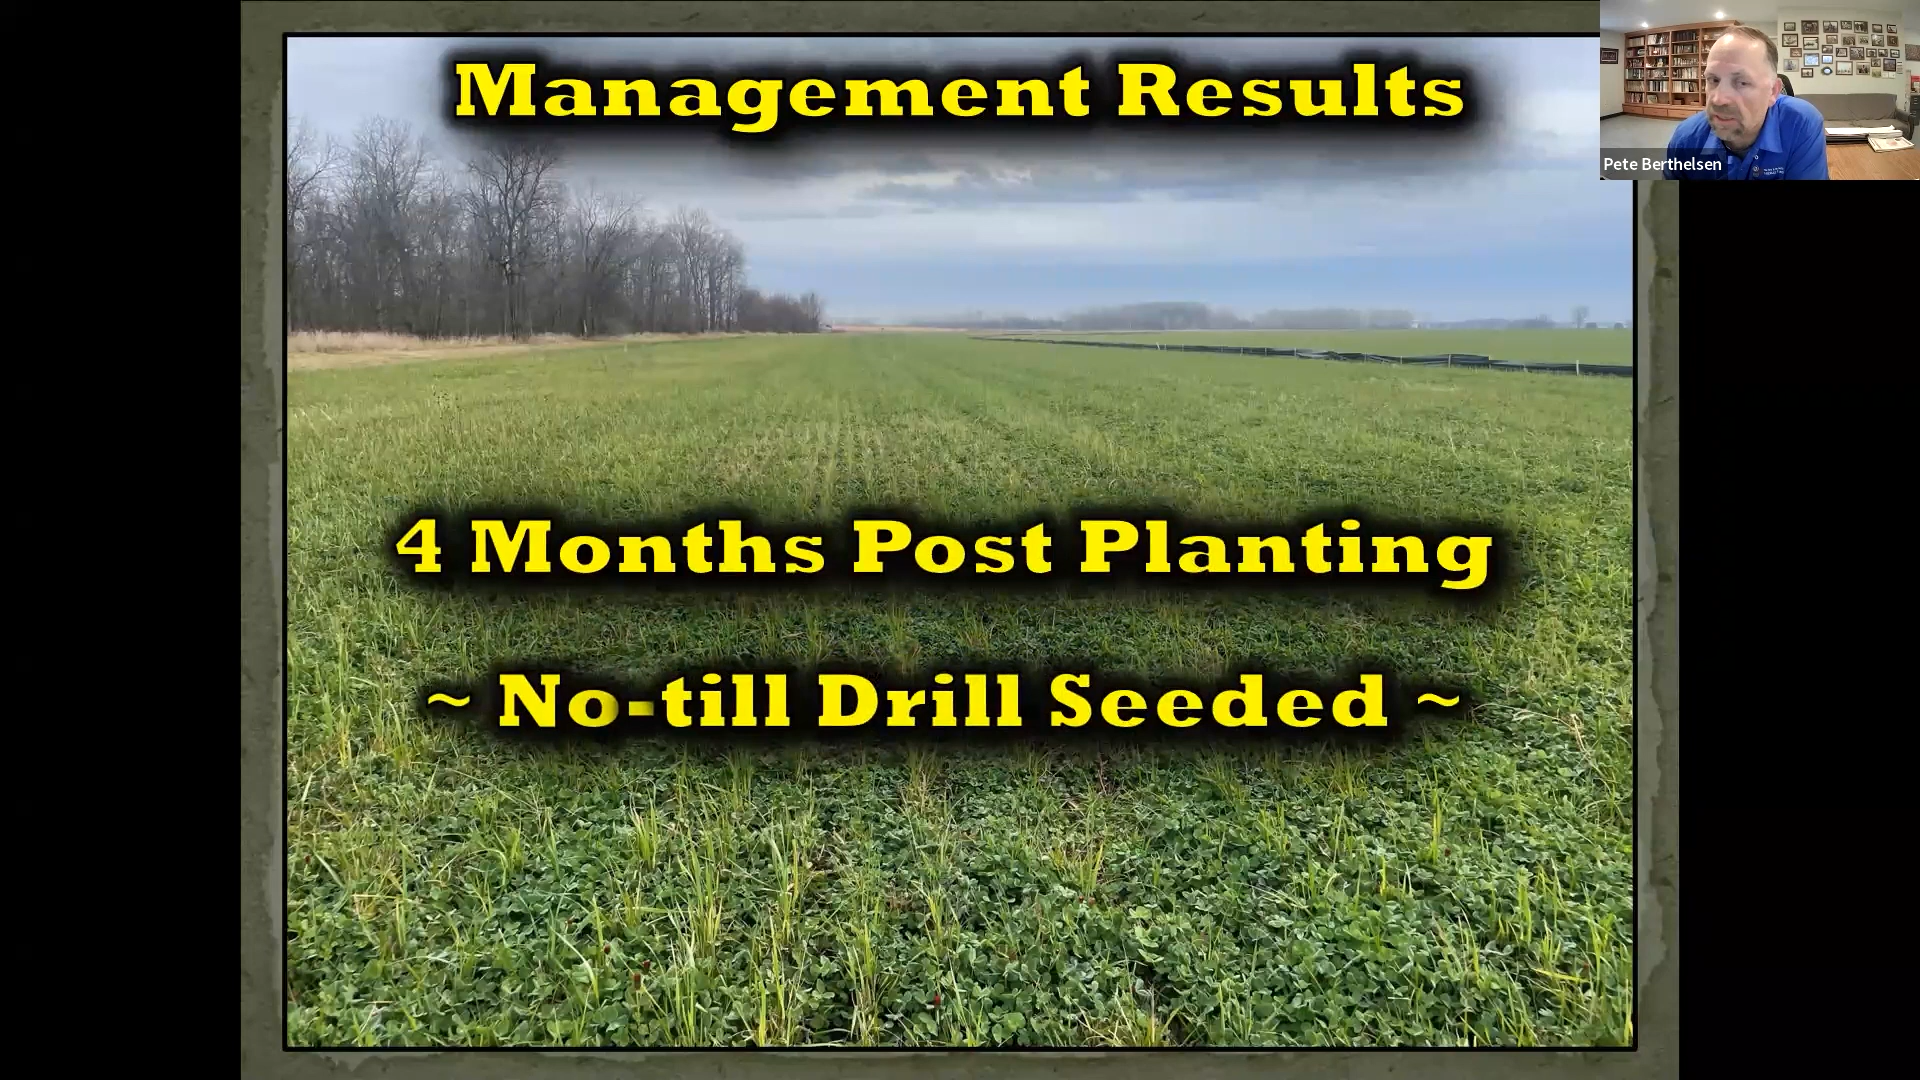 Management Results
Pete Berthelsen
4 Months Post Planting
~ No-till Drill Seeded ~